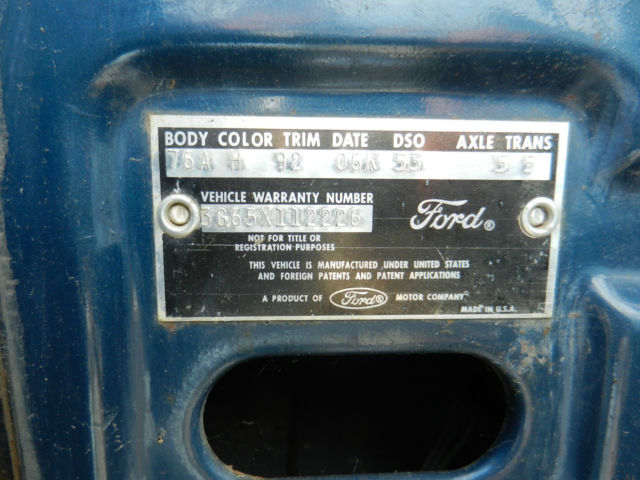 BODY COLOR TRIM DATE DSO AXLE TRANS
76A H 92 06K 55 5 5
VEHICLE WARRANTY NUMBER
5G65X112226
Ford®
NOT FOR TITLE OR
REGISTRATION PURPOSES
THIS VEHICLE IS MANUFACTURED UNDER UNITED STATES
AND FOREIGN PATENTS AND PATENT APPLICATIONS
A PRODUCT OF Ford® MOTOR COMPANY
MADE IN U.S.A.